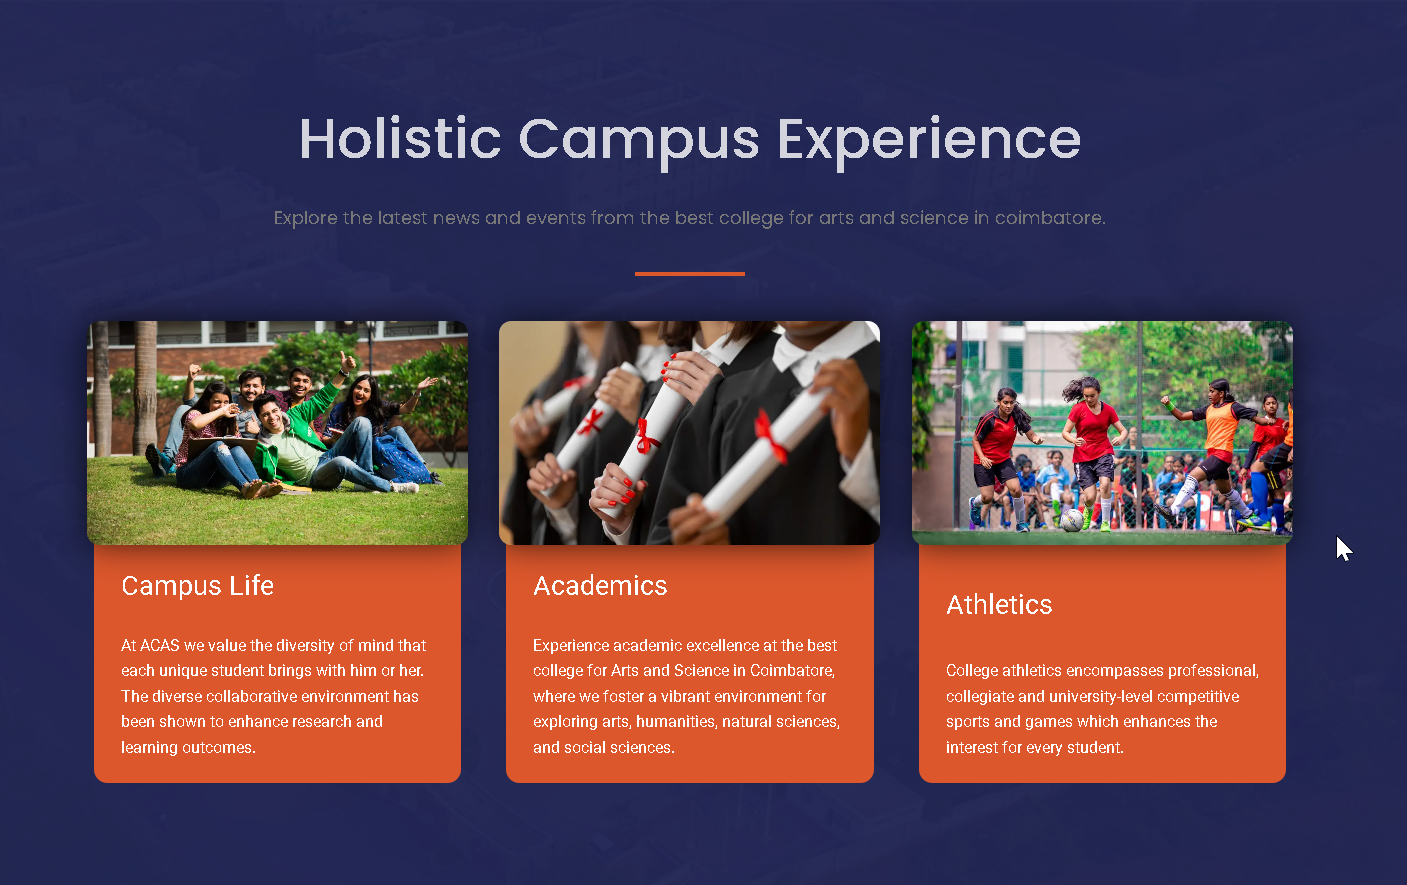 Holistic Campus Experience
Explore the latest news and events from the best college for arts and science in coimbatore.
Campus Life
At ACAS we value the diversity of mind that
each unique student brings with him or her.
The diverse collaborative environment has
been shown to enhance research and
learning outcomes.
Academics
Experience academic excellence at the best
college for Arts and Science in Coimbatore,
where we foster a vibrant environment for
exploring arts, humanities, natural sciences,
and social sciences.
Athletics
College athletics encompasses professional,
collegiate and university-level competitive
sports and games which enhances the
interest for every student.